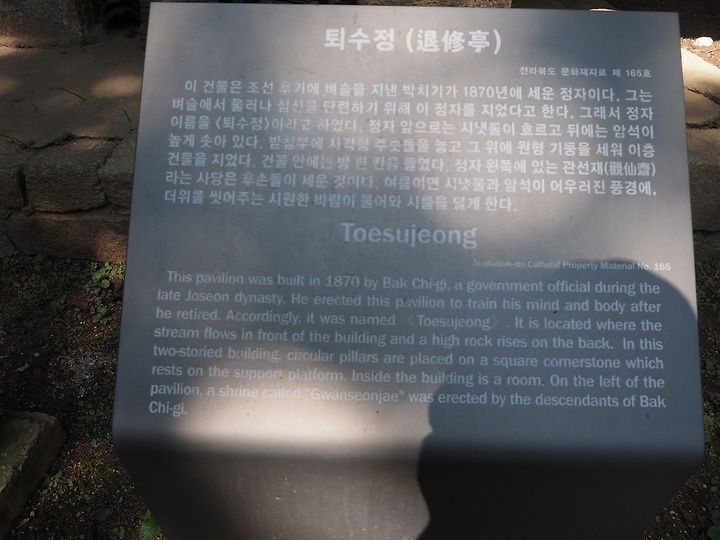 퇴수정 (退修亭)
전라북도 문화재자료 제 165호
이 건물은 조선 후기에 벼슬을 지낸 박치기가 1870년에 세운 정자이다. 그는
벼슬에서 물러나 심신을 단련하기 위해 이 정자를 지었다고 한다. 그래서 정자
이름을 〈퇴수정〉이라고 하였다. 정자 앞으로는 시냇물이 흐르고 뒤에는 암석이
높게 솟아 있다. 받침부에 사각형 주춧돌을 놓고 그 위에 원형 기둥을 세워 이층
건물을 지었다. 건물 안에는 방 한 칸을 들였다. 정자 왼쪽에 있는 관선재(觀仙齋)
라는 사당은 후손들이 세운 것이다. 여름이면 시냇물과 암석이 어우러진 풍경에,
더위를 씻어주는 시원한 바람이 불어와 시름을 덜게 한다.
Toesujeong
Jeollabuk-do Cultural Property Material No. 165
This pavilion was built in 1870 by Bak Chi-gi, a government official during the
late Joseon dynasty. He erected this pavilion to train his mind and body after
he retired. Accordingly, it was named 〈Toesujeong〉. It is located where the
stream flows in front of the building and a high rock rises on the back. In this
two-storied building, circular pillars are placed on a square cornerstone which
rests on the support platform. Inside the building is a room. On the left of the
pavilion, a shrine called "Gwanseonjae" was erected by the descendants of Bak
Chi-gi.